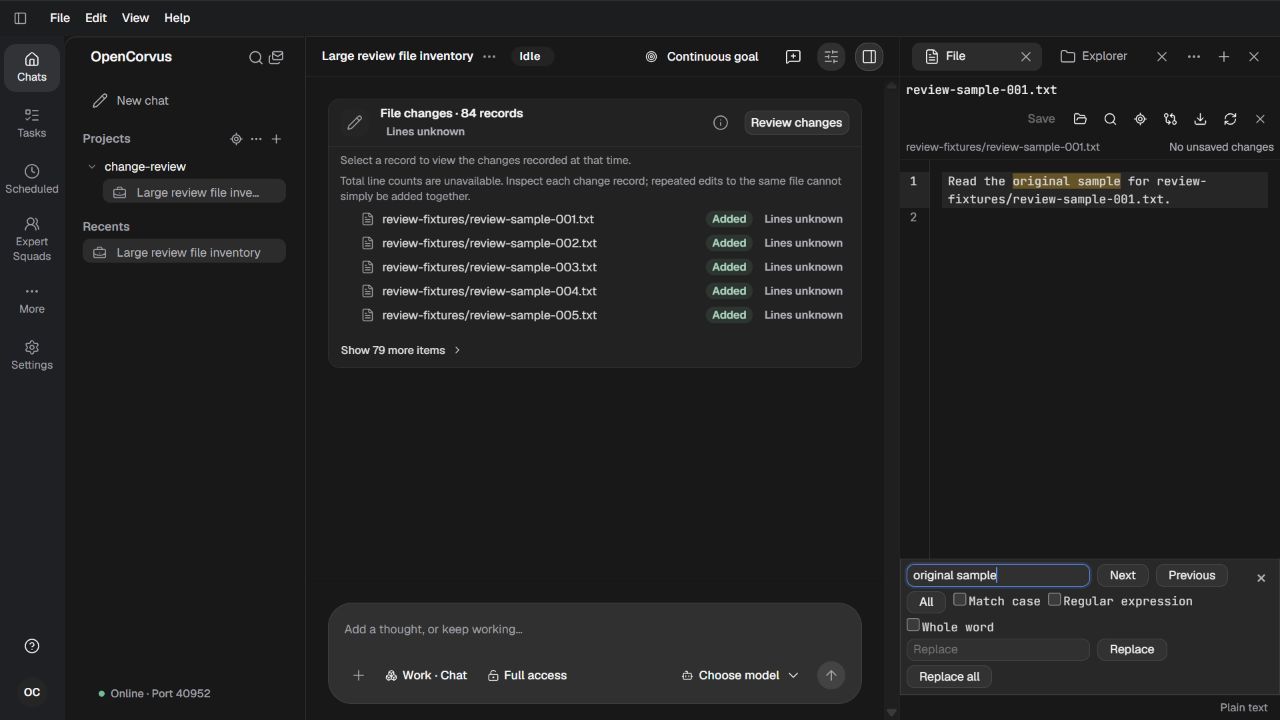 File Edit View Help
Chats
Tasks
Scheduled
Expert
Squads
More
Settings
OC
OpenCorvus
New chat
Projects
change-review
Large review file inve...
Recents
Large review file inventory
Online · Port 40952
Large review file inventory ... Idle
Continuous goal
File changes · 84 records
Lines unknown
Review changes
Select a record to view the changes recorded at that time.
Total line counts are unavailable. Inspect each change record; repeated edits to the same file cannot
simply be added together.
review-fixtures/review-sample-001.txt Added Lines unknown
review-fixtures/review-sample-002.txt Added Lines unknown
review-fixtures/review-sample-003.txt Added Lines unknown
review-fixtures/review-sample-004.txt Added Lines unknown
review-fixtures/review-sample-005.txt Added Lines unknown
Show 79 more items
Add a thought, or keep working...
Work · Chat Full access Choose model
File Explorer
review-sample-001.txt
Save
review-fixtures/review-sample-001.txt No unsaved changes
1 Read the original sample for review-
fixtures/review-sample-001.txt.
2
original sample Next Previous
All Match case Regular expression
Whole word
Replace Replace
Replace all
Plain text